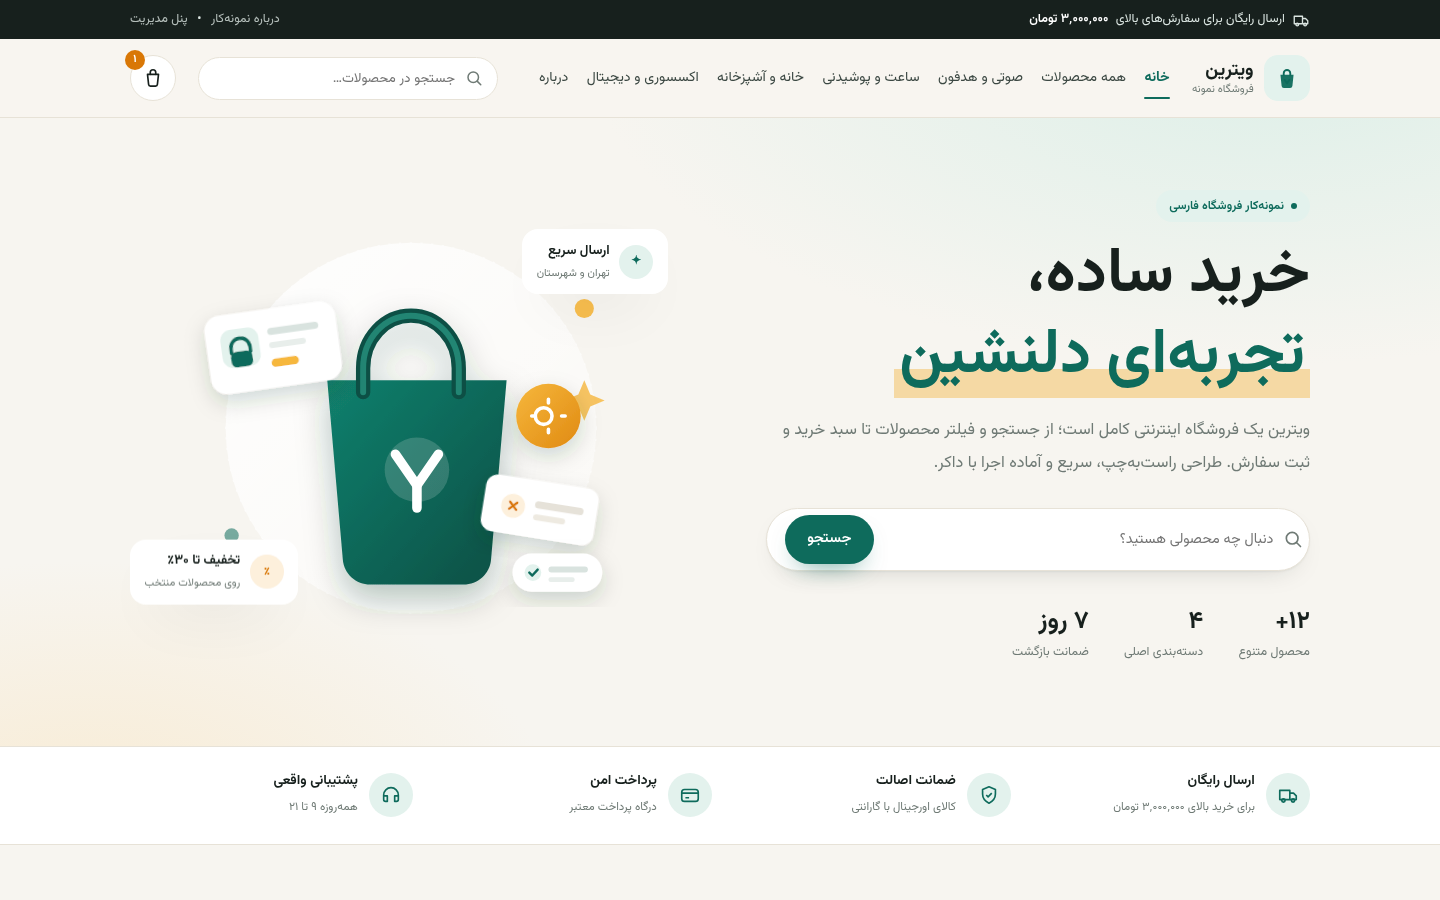 ارسال رایگان برای سفارش‌های بالای ۳,۰۰۰,۰۰۰ تومان
درباره نمونه‌کار • پنل مدیریت
ویترین
فروشگاه نمونه
خانه
همه محصولات
صوتی و هدفون
ساعت و پوشیدنی
خانه و آشپزخانه
اکسسوری و دیجیتال
درباره
جستجو در محصولات...
۱
نمونه‌کار فروشگاه فارسی
خرید ساده،
تجربه‌ای دلنشین
ویترین یک فروشگاه اینترنتی کامل است؛ از جستجو و فیلتر محصولات تا سبد خرید و
ثبت سفارش. طراحی راست‌به‌چپ، سریع و آماده اجرا با داکر.
دنبال چه محصولی هستید؟
جستجو
۱۲+
محصول متنوع
۴
دسته‌بندی اصلی
۷ روز
ضمانت بازگشت
ارسال سریع
تهران و شهرستان
Y
٪
تخفیف تا ۳۰٪
روی محصولات منتخب
ارسال رایگان
برای خرید بالای ۳,۰۰۰,۰۰۰ تومان
ضمانت اصالت
کالای اورجینال با گارانتی
پرداخت امن
درگاه پرداخت معتبر
پشتیبانی واقعی
همه‌روزه ۹ تا ۲۱